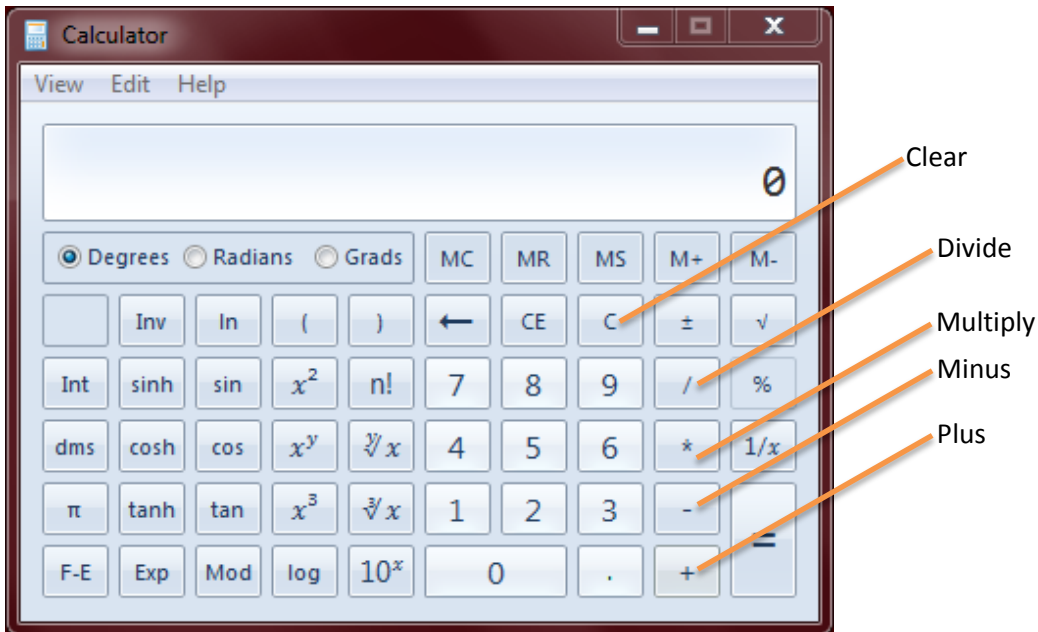 Calculator
View Edit Help
0
Clear
Degrees Radians Grads MC MR MS M+ M-
Divide
Inv In ( ) ← CE C ± √
Multiply
Int sinh sin x² n! 7 8 9 / %
Minus
dms cosh cos xʸ ʸ√x 4 5 6 * 1/x
Plus
π tanh tan x³ ³√x 1 2 3 - =
F-E Exp Mod log 10ˣ 0 . +